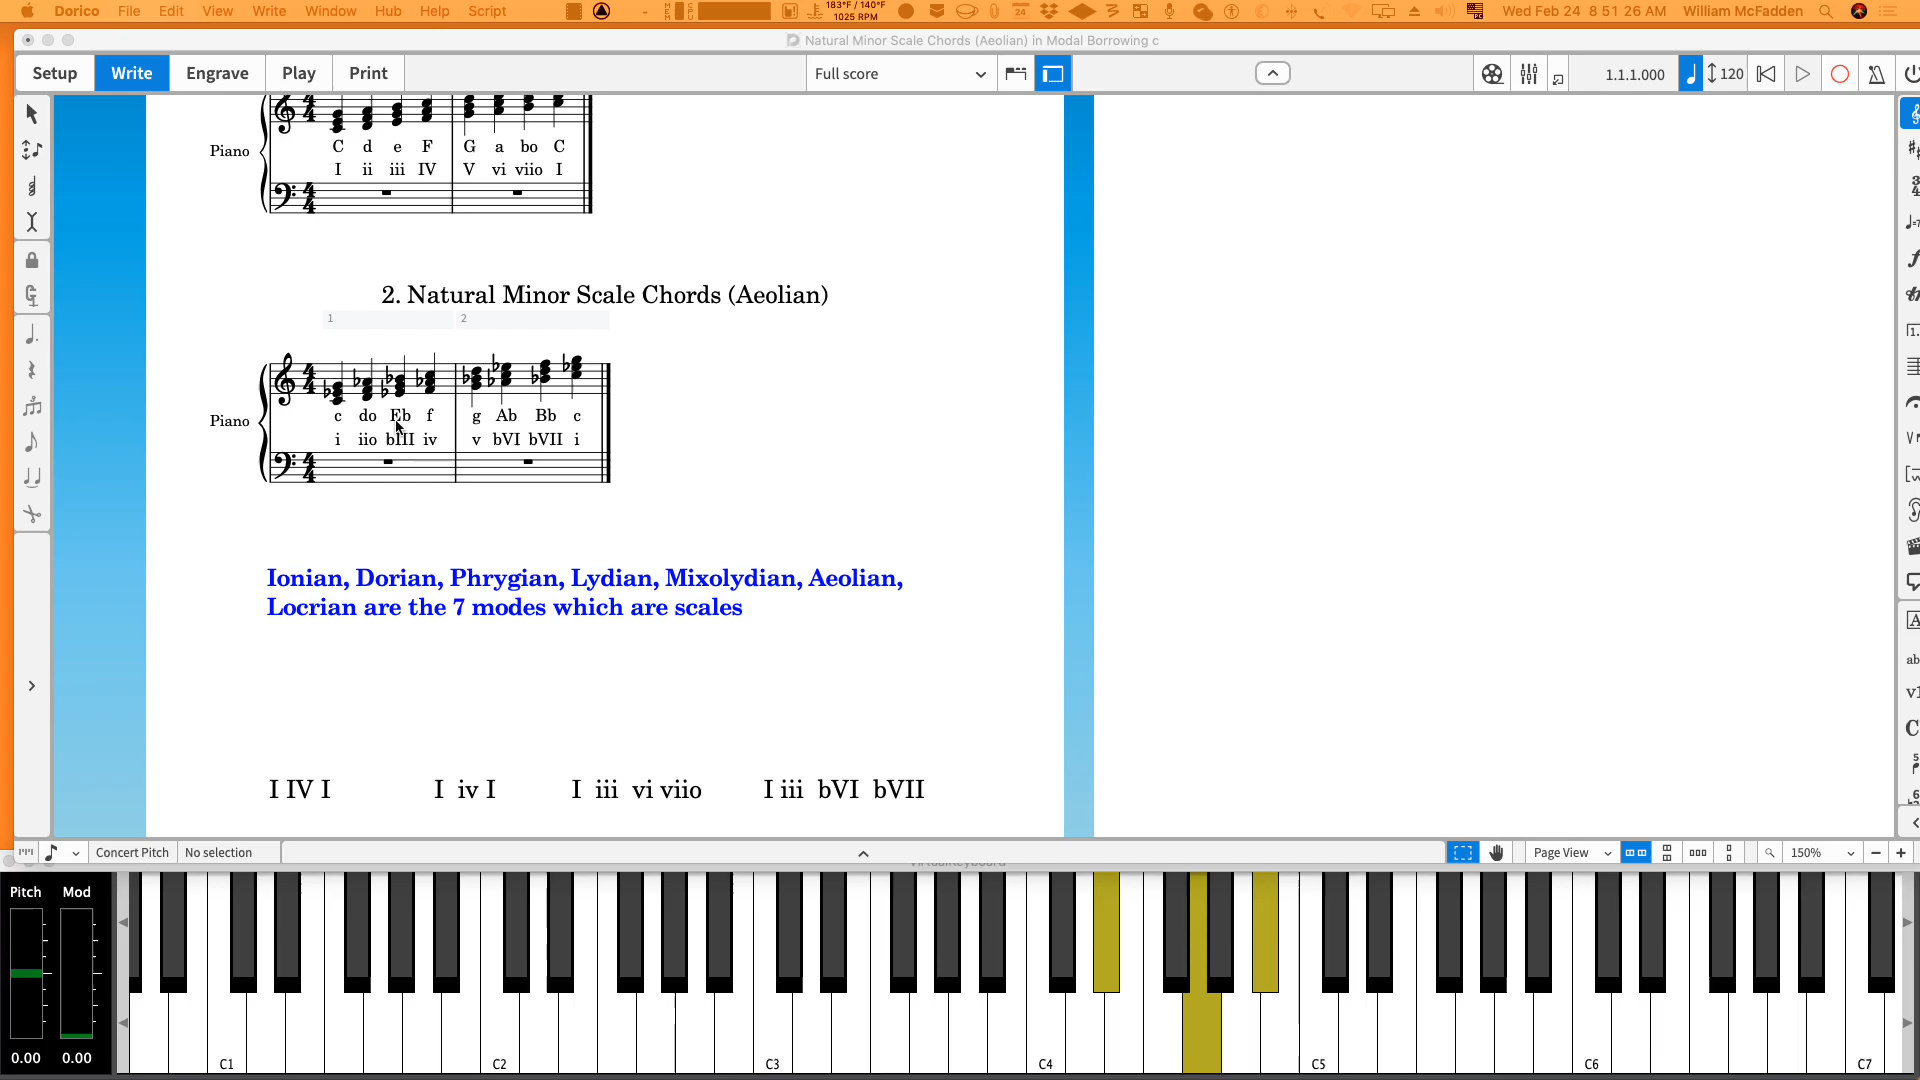 Dorico File Edit View Write Window Hub Help Script 183°F / 140°F 1025 RPM 24 Wed Feb 24 8 51 26 AM William McFadden
Natural Minor Scale Chords (Aeolian) in Modal Borrowing c
Setup Write Engrave Play Print Full score 1.1.1.000 120
Piano
C d e F G a bo C
I ii iii IV V vi viio I
2. Natural Minor Scale Chords (Aeolian)
1 2
Piano
c do Eb f g Ab Bb c
i iio bIII iv v bVI bVII i
Ionian, Dorian, Phrygian, Lydian, Mixolydian, Aeolian,
Locrian are the 7 modes which are scales
I IV I I iv I I iii vi viio I iii bVI bVII
Concert Pitch No selection Page View 150%
Pitch Mod
0.00 0.00
C1 C2 C3 C4 C5 C6 C7